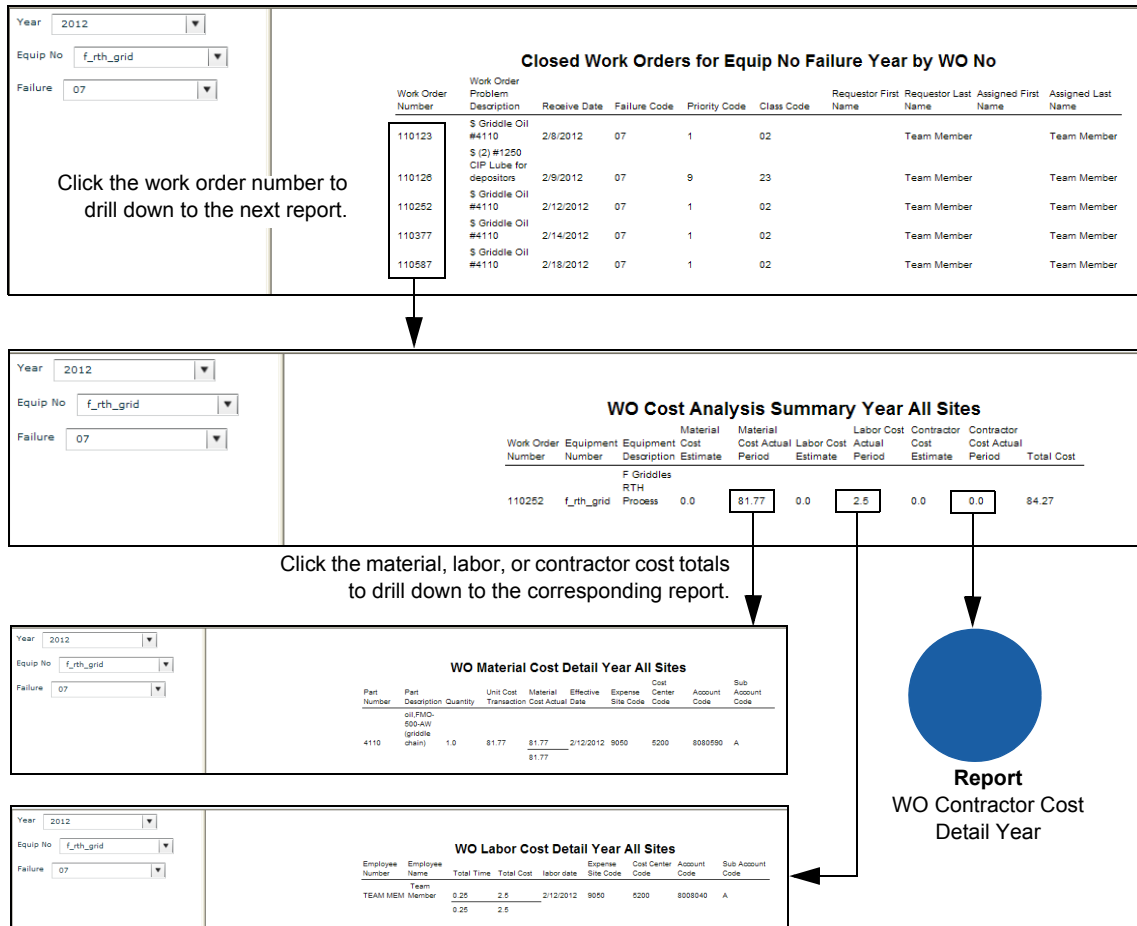 Year 2012
Equip No f_rth_grid
Failure 07
Closed Work Orders for Equip No Failure Year by WO No
Work Order Number Work Order Problem Description Receive Date Failure Code Priority Code Class Code Requestor First Name Requestor Last Name Assigned First Name Assigned Last Name
110123 $ Griddle Oil #4110 2/8/2012 07 1 02 Team Member Team Member
110126 $ (2) #1250 CIP Lube for depositors 2/9/2012 07 9 23 Team Member Team Member
110252 $ Griddle Oil #4110 2/12/2012 07 1 02 Team Member Team Member
110377 $ Griddle Oil #4110 2/14/2012 07 1 02 Team Member Team Member
110587 $ Griddle Oil #4110 2/18/2012 07 1 02 Team Member Team Member
Click the work order number to
drill down to the next report.
Year 2012
Equip No f_rth_grid
Failure 07
WO Cost Analysis Summary Year All Sites
Work Order Number Equipment Number Equipment Description Material Cost Estimate Material Cost Actual Period Labor Cost Estimate Labor Cost Actual Period Contractor Cost Estimate Contractor Cost Actual Period Total Cost
110252 f_rth_grid F Griddles RTH Process 0.0 81.77 0.0 2.5 0.0 0.0 84.27
Click the material, labor, or contractor cost totals
to drill down to the corresponding report.
Year 2012
Equip No f_rth_grid
Failure 07
WO Material Cost Detail Year All Sites
Part Number Part Description Quantity Unit Cost Transaction Material Cost Actual Effective Date Expense Site Code Cost Center Code Account Code Sub Account Code
4110 oil,FMO-500-AW (griddle chain) 1.0 81.77 81.77 2/12/2012 9050 5200 8080590 A
81.77
Report
WO Contractor Cost
Detail Year
Year 2012
Equip No f_rth_grid
Failure 07
WO Labor Cost Detail Year All Sites
Employee Number Employee Name Total Time Total Cost labor date Expense Site Code Cost Center Code Account Code Sub Account Code
TEAM MEM Team Member 0.25 2.5 2/12/2012 9050 5200 8008040 A
0.25 2.5